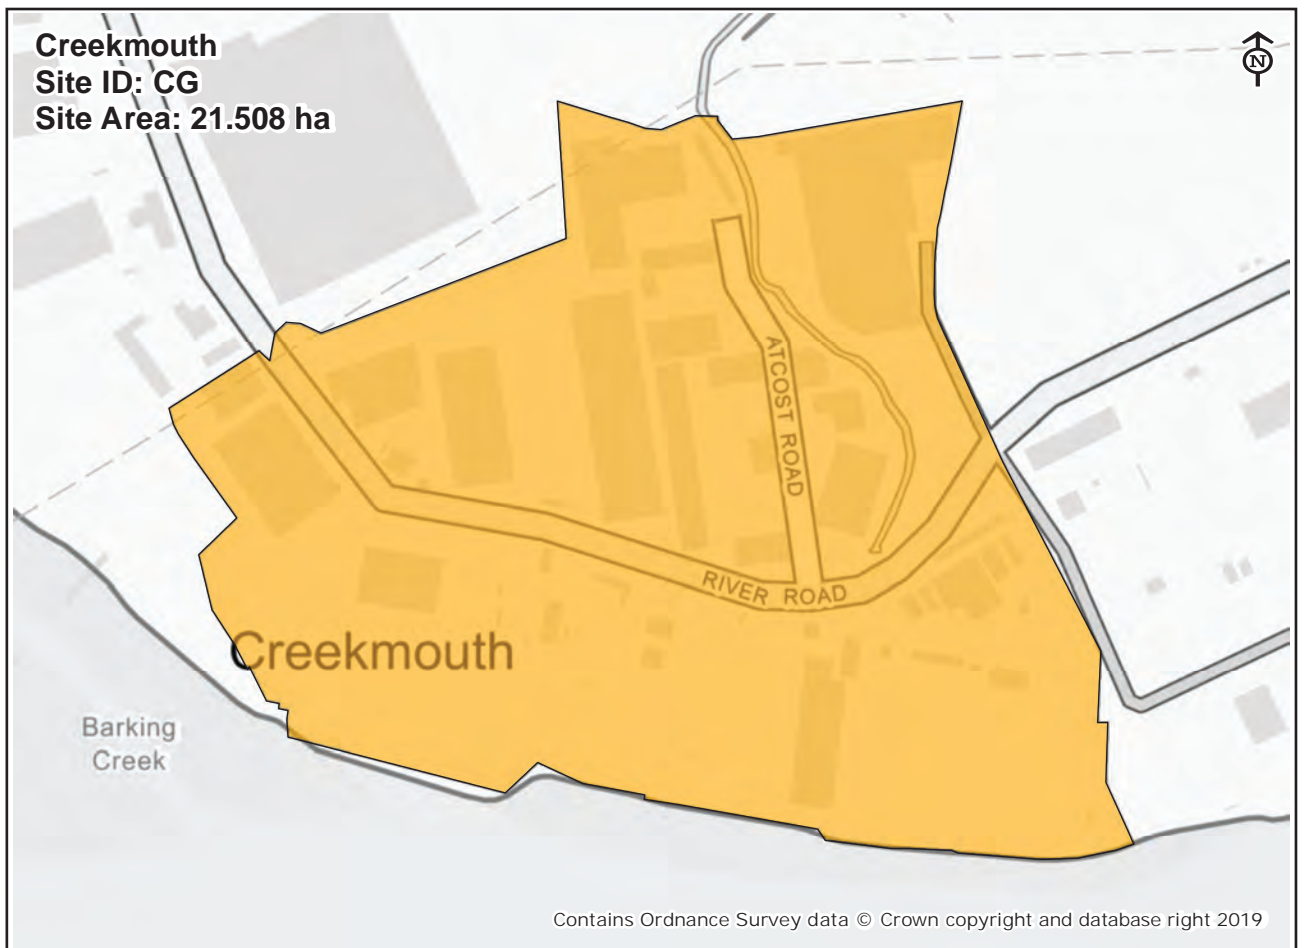 Creekmouth
Site ID: CG
Site Area: 21.508 ha
N
ATCOST ROAD
RIVER ROAD
Creekmouth
Barking
Creek
Contains Ordnance Survey data © Crown copyright and database right 2019